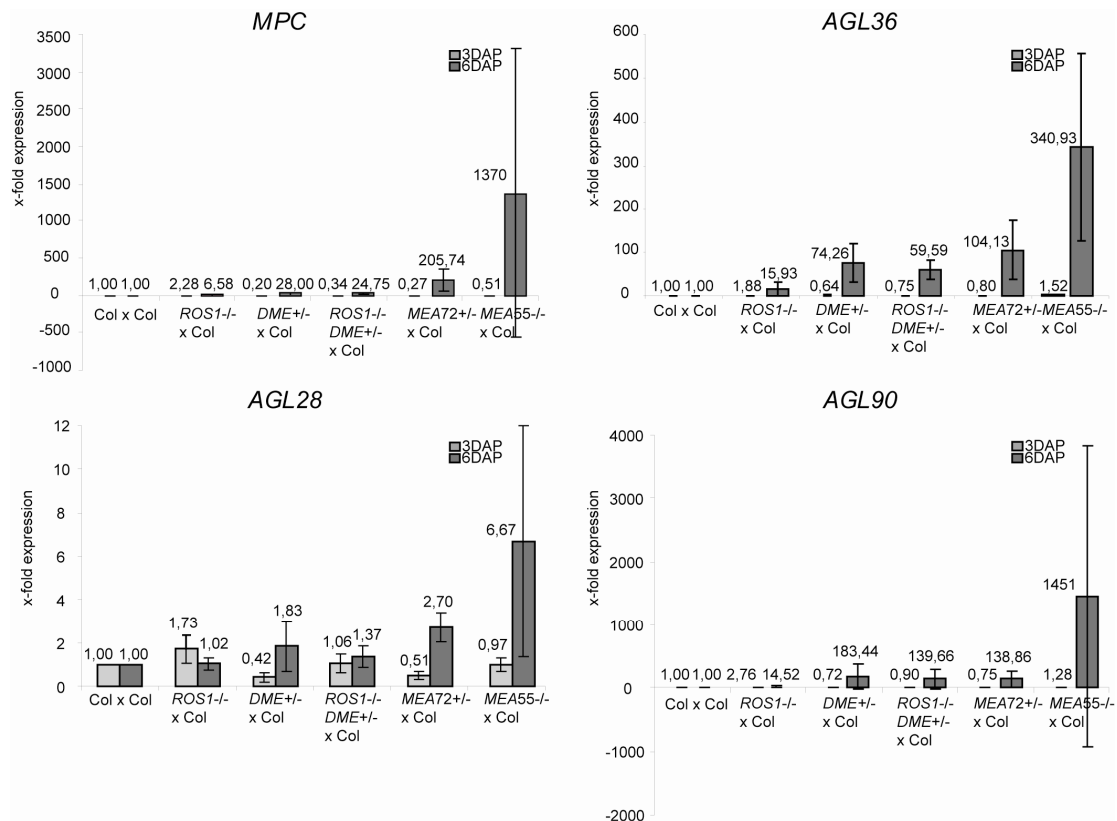 MPC
3500
3000
2500
2000
1500
1000
500
0
-500
-1000
x-fold expression
3DAP
6DAP
1,00 1,00 2,28 6,58 0,20 28,00 0,34 24,75 0,27 205,74 0,51 1370
Col x Col ROS1-/- DME+/- ROS1-/- MEA72+/- MEA55-/-
x Col x Col DME+/- x Col x Col
x Col
AGL36
600
500
400
300
200
100
0
x-fold expression
3DAP
6DAP
1,00 1,00 1,88 15,93 0,64 74,26 0,75 59,59 0,80 104,13 1,52 340,93
Col x Col ROS1-/- DME+/- ROS1-/- MEA72+/- MEA55-/-
x Col x Col DME+/- x Col x Col
x Col
AGL28
12
10
8
6
4
2
0
x-fold expression
3DAP
6DAP
1,00 1,00 1,73 1,02 0,42 1,83 1,06 1,37 0,51 2,70 0,97 6,67
Col x Col ROS1-/- DME+/- ROS1-/- MEA72+/- MEA55-/-
x Col x Col DME+/- x Col x Col
x Col
AGL90
4000
3000
2000
1000
0
-1000
-2000
x-fold expression
3DAP
6DAP
1,00 1,00 2,76 14,52 0,72 183,44 0,90 139,66 0,75 138,86 1,28 1451
Col x Col ROS1-/- DME+/- ROS1-/- MEA72+/- MEA55-/-
x Col x Col DME+/- x Col x Col
x Col